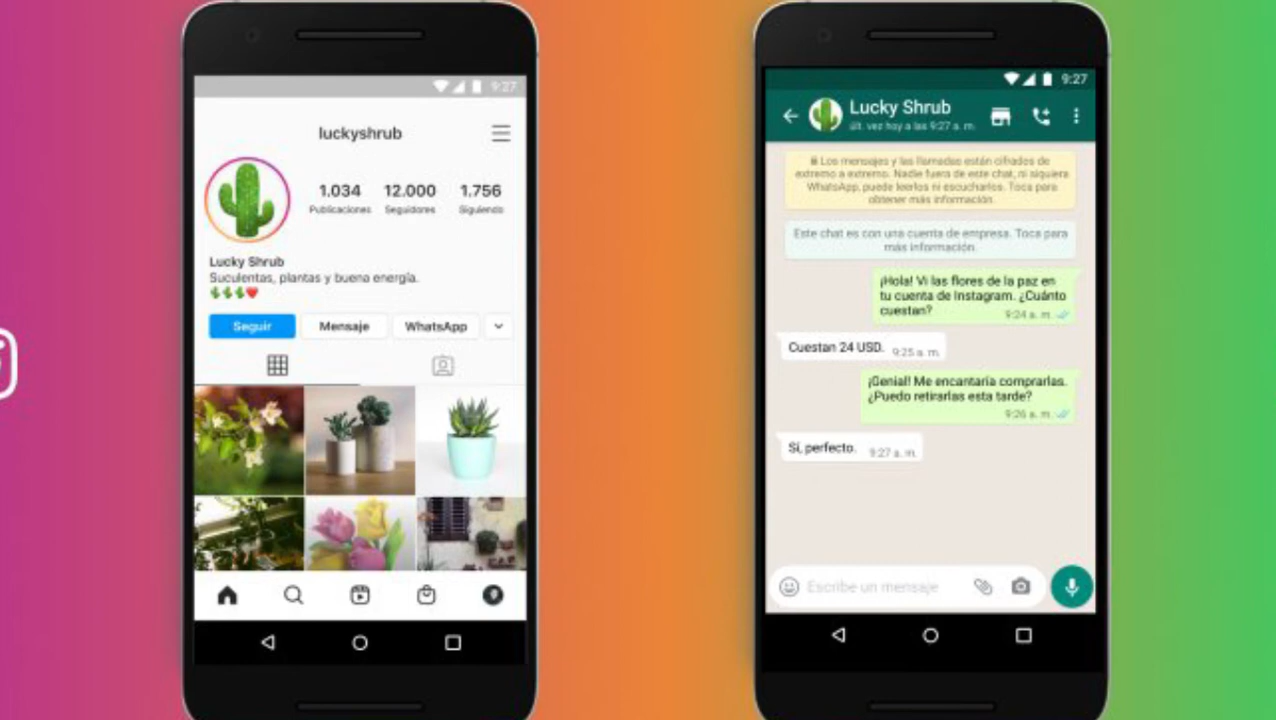 9:27
luckyshrub
1.034 12.000 1.756
Publicaciones Seguidores Siguiendo
Lucky Shrub
Suculentas, plantas y buena energía.
Seguir Mensaje WhatsApp
9:27
Lucky Shrub
últ. vez hoy a las 9:27 a. m.
Los mensajes y las llamadas están cifrados de
extremo a extremo. Nadie fuera de este chat, ni siquiera
WhatsApp, puede leerlos ni escucharlos. Toca para
obtener más información.
Este chat es con una cuenta de empresa. Toca para
más información.
¡Hola! Vi las flores de la paz en
tu cuenta de Instagram. ¿Cuánto
cuestan?
9:24 a. m.
Cuestan 24 USD. 9:25 a. m.
¡Genial! Me encantaría comprarlas.
¿Puedo retirarlas esta tarde?
9:26 a. m.
Sí, perfecto. 9:27 a. m.
Escribe un mensaje